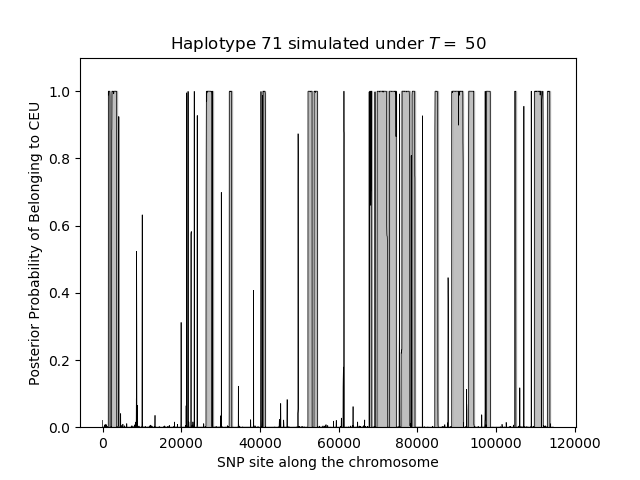 Haplotype 71 simulated under T = 50
Posterior Probability of Belonging to CEU
1.0
0.8
0.6
0.4
0.2
0.0
0 20000 40000 60000 80000 100000 120000
SNP site along the chromosome